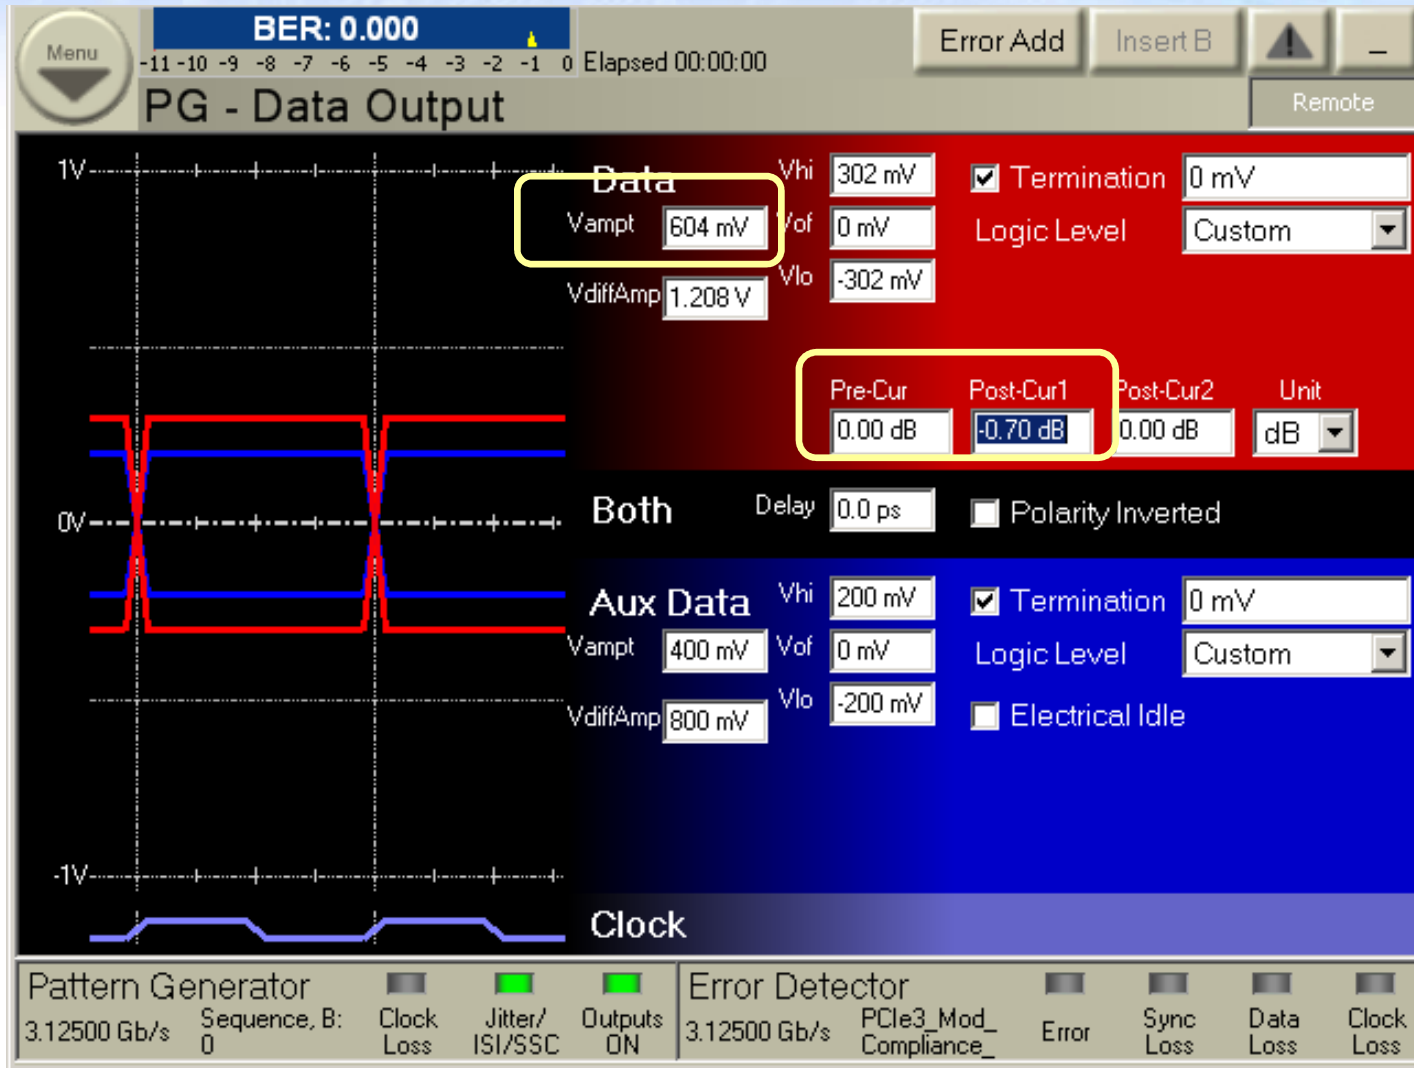 Menu
BER: 0.000
-11 -10 -9 -8 -7 -6 -5 -4 -3 -2 -1 0
Elapsed 00:00:00
Error Add
Insert B
Remote
PG - Data Output
1V
0V
-1V
Data
Vhi 302 mV
Termination 0 mV
Vampt 604 mV
Vof 0 mV
Logic Level Custom
Vlo -302 mV
VdiffAmp 1.208 V
Pre-Cur Post-Cur1 Post-Cur2 Unit
0.00 dB -0.70 dB 0.00 dB dB
Both
Delay 0.0 ps
Polarity Inverted
Aux Data
Vhi 200 mV
Termination 0 mV
Vampt 400 mV
Vof 0 mV
Logic Level Custom
Vlo -200 mV
VdiffAmp 800 mV
Electrical Idle
Clock
Pattern Generator
3.12500 Gb/s
Sequence, B:
0
Clock
Loss
Jitter/
ISI/SSC
Outputs
ON
Error Detector
3.12500 Gb/s
PCIe3_Mod_
Compliance_
Error
Sync
Loss
Data
Loss
Clock
Loss